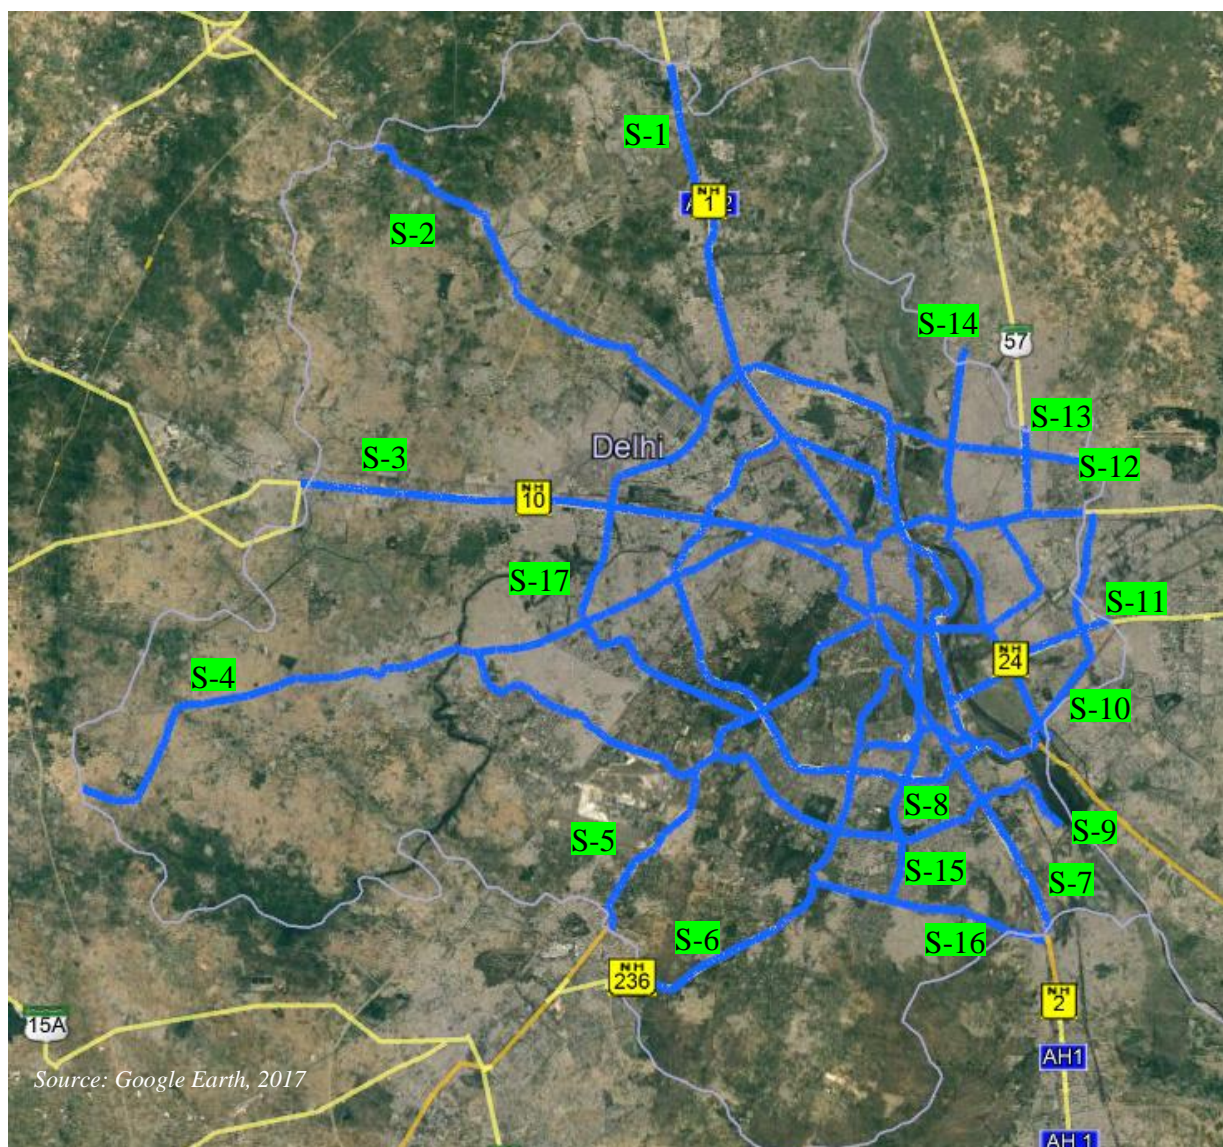 S-1
NH
1
S-2
S-14
57
S-13
Delhi
S-3
S-12
NH
10
S-17
S-11
NH
24
S-4
S-10
S-8
S-9
S-5
S-15
S-7
S-6
S-16
NH
236
NH
2
15A
AH1
Source: Google Earth, 2017
AH 1